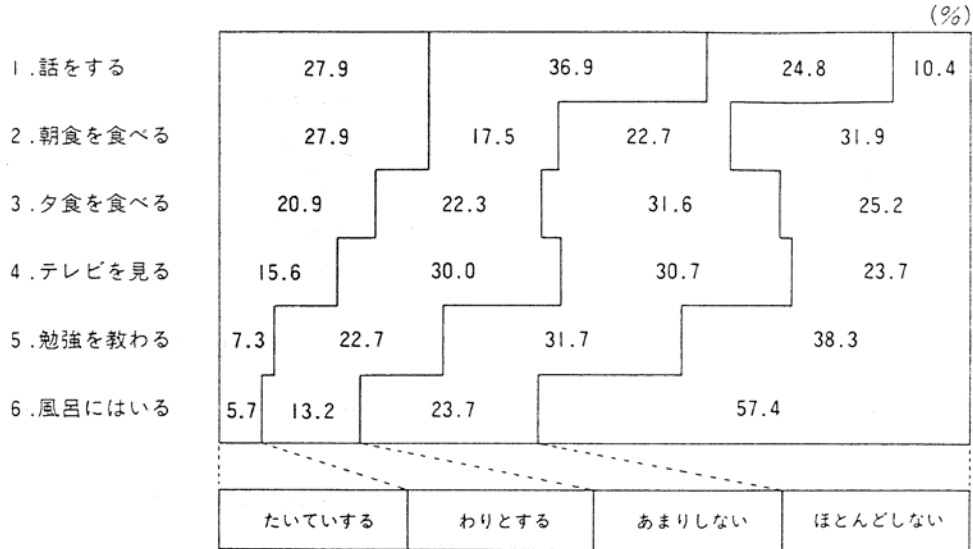 (%)
1.話をする 27.9 36.9 24.8 10.4
2.朝食を食べる 27.9 17.5 22.7 31.9
3.夕食を食べる 20.9 22.3 31.6 25.2
4.テレビを見る 15.6 30.0 30.7 23.7
5.勉強を教わる 7.3 22.7 31.7 38.3
6.風呂にはいる 5.7 13.2 23.7 57.4
たいていする わりとする あまりしない ほとんどしない